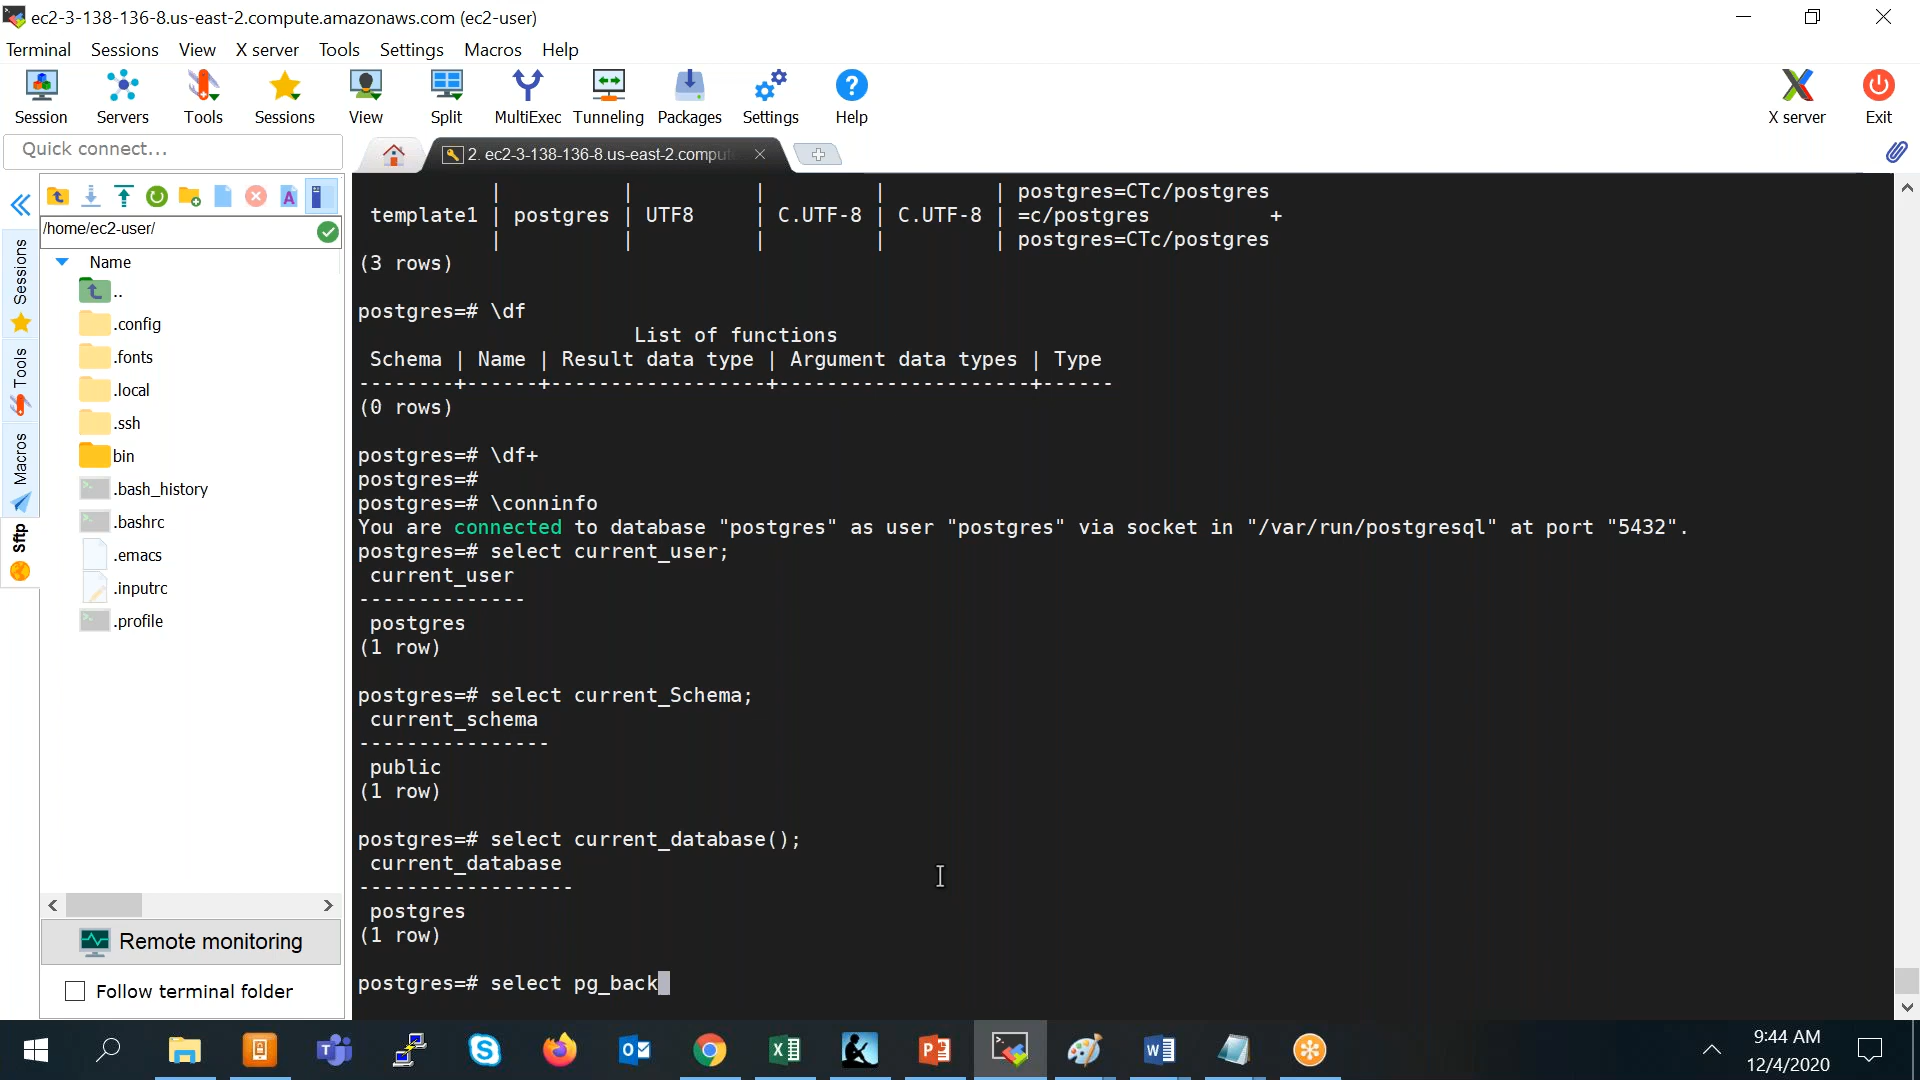 ec2-3-138-136-8.us-east-2.compute.amazonaws.com (ec2-user)
Terminal Sessions View X server Tools Settings Macros Help
Session Servers Tools Sessions View Split MultiExec Tunneling Packages Settings Help X server Exit
Quick connect...
2. ec2-3-138-136-8.us-east-2.compu
/home/ec2-user/
Name
..
.config
.fonts
.local
.ssh
bin
.bash_history
.bashrc
.emacs
.inputrc
.profile
Sessions
Tools
Macros
Sftp
Remote monitoring
Follow terminal folder
| | | | | postgres=CTc/postgres
template1 | postgres | UTF8 | C.UTF-8 | C.UTF-8 | =c/postgres +
| | | | | postgres=CTc/postgres
(3 rows)
postgres=# \df
List of functions
Schema | Name | Result data type | Argument data types | Type
--------+------+------------------+---------------------+------
(0 rows)
postgres=# \df+
postgres=#
postgres=# \conninfo
You are connected to database "postgres" as user "postgres" via socket in "/var/run/postgresql" at port "5432".
postgres=# select current_user;
current_user
--------------
postgres
(1 row)
postgres=# select current_Schema;
current_schema
----------------
public
(1 row)
postgres=# select current_database();
current_database
------------------
postgres
(1 row)
postgres=# select pg_back
9:44 AM
12/4/2020